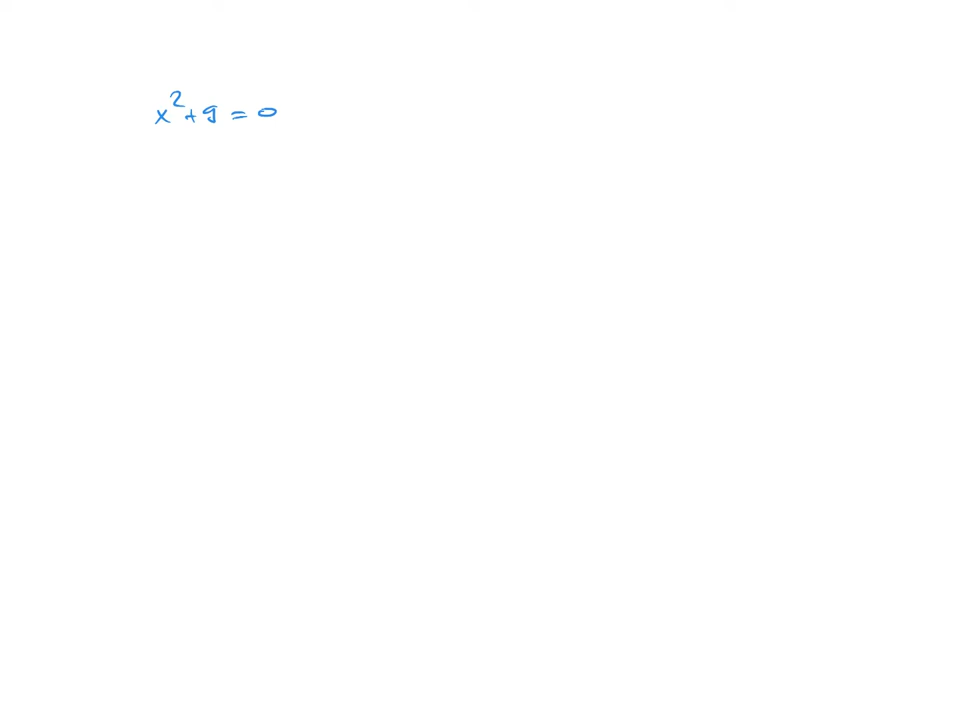 x² + 9 = 0